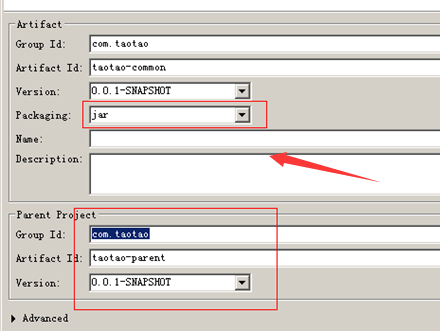 Artifact
Group Id: com.taotao
Artifact Id: taotao-common
Version: 0.0.1-SNAPSHOT
Packaging: jar
Name:
Description:
Parent Project
Group Id: com.taotao
Artifact Id: taotao-parent
Version: 0.0.1-SNAPSHOT
Advanced